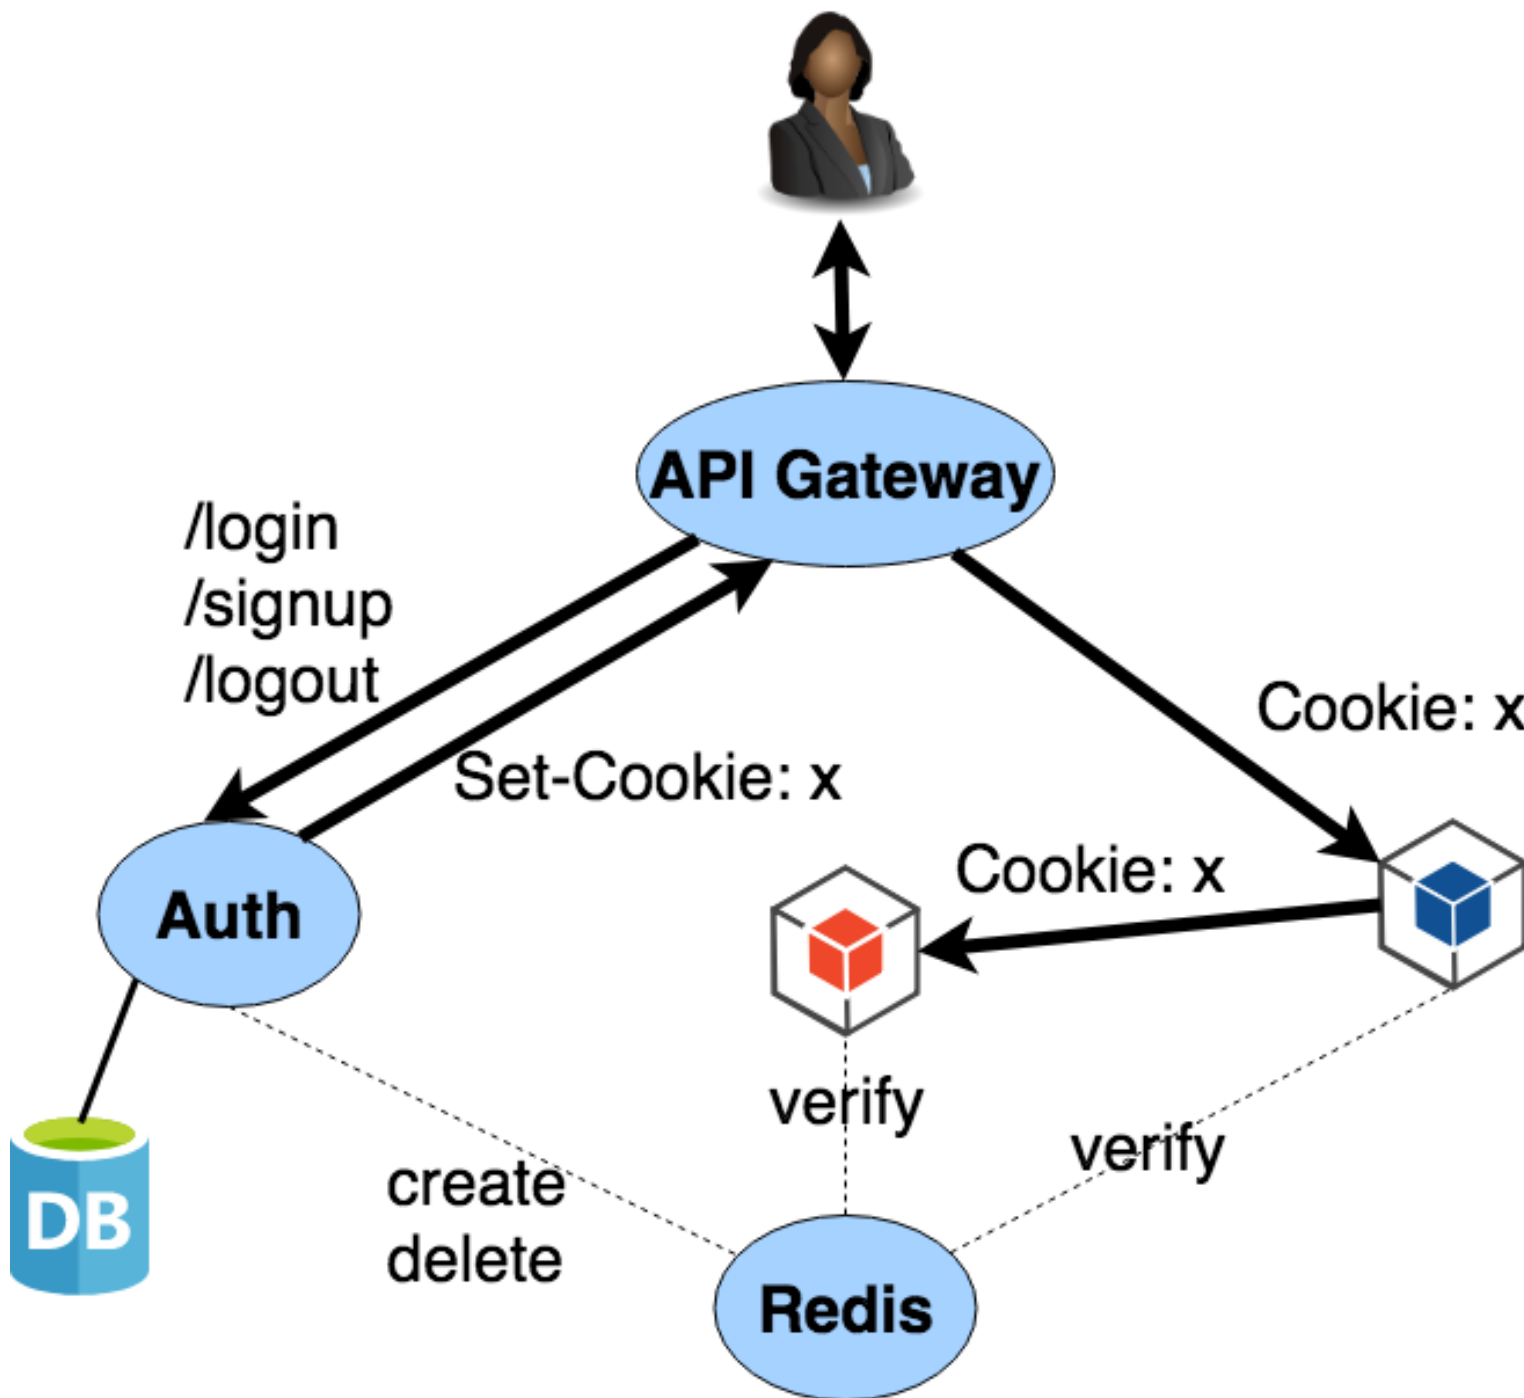 API Gateway
/login
/signup
/logout
Cookie: x
Set-Cookie: x
Cookie: x
Auth
verify
verify
create
delete
DB
Redis